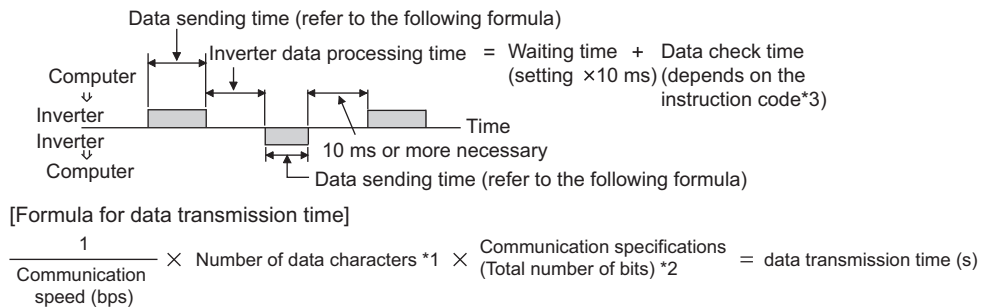 Data sending time (refer to the following formula)
Inverter data processing time = Waiting time + Data check time
(setting ×10 ms) (depends on the
instruction code*3)
Computer
⇓
Inverter
Time
Inverter
⇓
Computer
10 ms or more necessary
Data sending time (refer to the following formula)
[Formula for data transmission time]
1
Communication
speed (bps)
× Number of data characters *1 ×
Communication specifications
(Total number of bits) *2
= data transmission time (s)